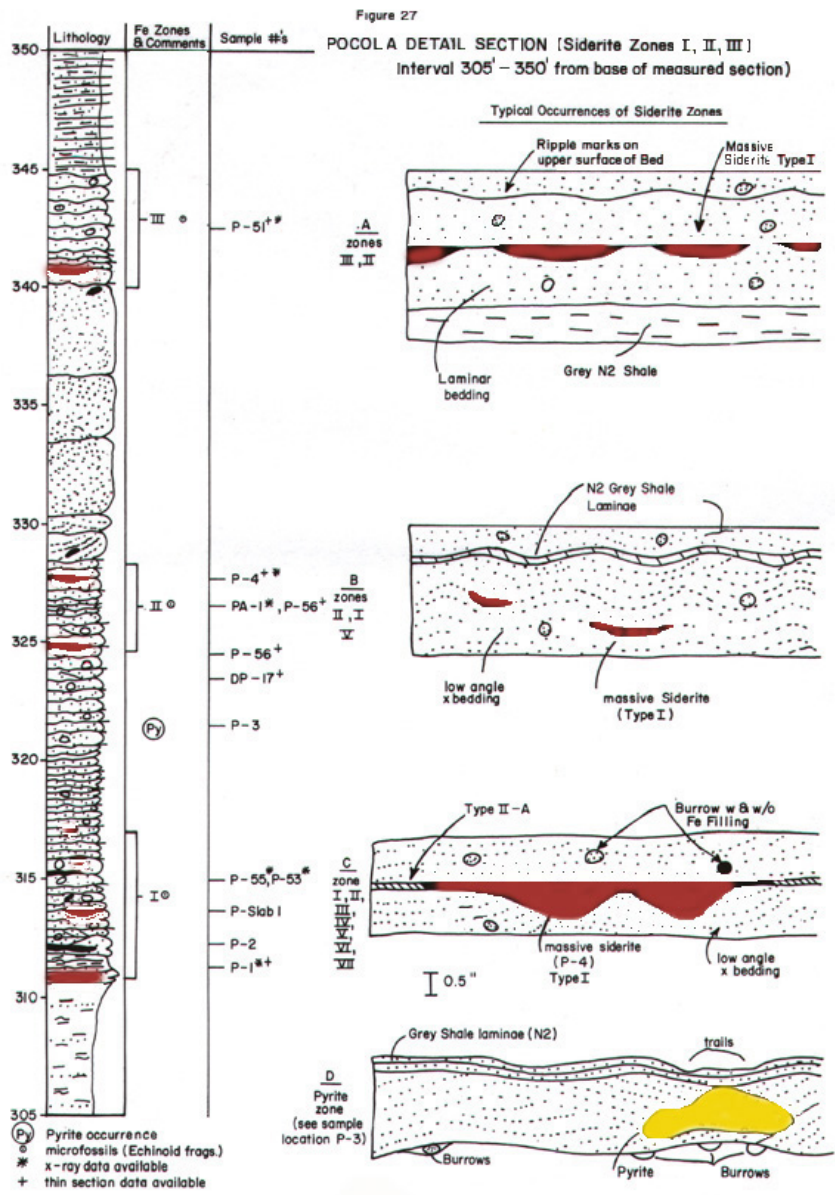 Figure 27
POCOLA DETAIL SECTION (Siderite Zones I, II, III)
Interval 305' - 350' from base of measured section)
Lithology
Fe Zones
& Comments
Sample #'s
350
345
340
335
330
325
320
315
310
305
III
II
Py
I
P-51+*
P-4+*
PA-1*, P-56+
P-56+
DP-17+
P-3
P-55*, P-53*
P-Slab I
P-2
P-1*+
Typical Occurrences of Siderite Zones
A
zones
III, II
Ripple marks on
upper surface of Bed
Massive
Siderite Type I
Laminar
bedding
Grey N2 Shale
B
zones
II, I
V
N2 Grey Shale
Laminae
low angle
x bedding
massive Siderite
(Type I)
C
zone
I, II,
III,
IV,
V,
VI,
VII
Type II-A
Burrow w & w/o
Fe Filling
massive siderite
(P-4)
Type I
low angle
x bedding
0.5"
D
Pyrite
zone
(see sample
location P-3)
Grey Shale laminae (N2)
trails
Burrows
Pyrite
Burrows
Py Pyrite occurrence
microfossils (Echinoid frags.)
* x-ray data available
+ thin section data available